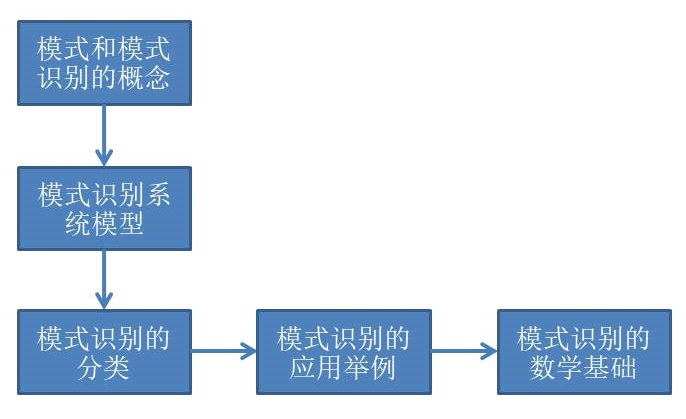 模式和模式
识别的概念
模式识别系
统模型
模式识别的
分类
模式识别的
应用举例
模式识别的
数学基础